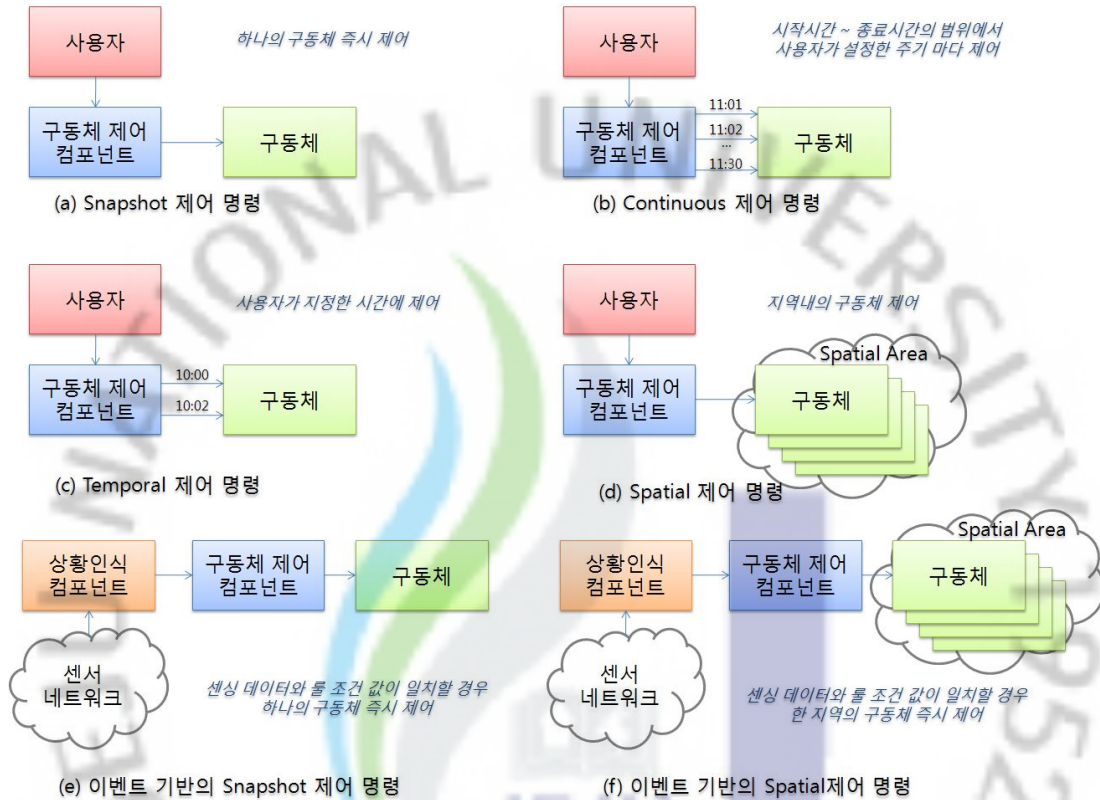 사용자
하나의 구동체 즉시 제어
구동체 제어
컴포넌트
구동체
(a) Snapshot 제어 명령
사용자
시작시간 ~ 종료시간의 범위에서
사용자가 설정한 주기 마다 제어
구동체 제어
컴포넌트
11:01
11:02
...
11:30
구동체
(b) Continuous 제어 명령
사용자
사용자가 지정한 시간에 제어
구동체 제어
컴포넌트
10:00
10:02
구동체
(c) Temporal 제어 명령
사용자
지역내의 구동체 제어
구동체 제어
컴포넌트
Spatial Area
구동체
(d) Spatial 제어 명령
상황인식
컴포넌트
구동체 제어
컴포넌트
구동체
센서
네트워크
센싱 데이터와 룰 조건 값이 일치할 경우
하나의 구동체 즉시 제어
(e) 이벤트 기반의 Snapshot 제어 명령
상황인식
컴포넌트
구동체 제어
컴포넌트
Spatial Area
구동체
센서
네트워크
센싱 데이터와 룰 조건 값이 일치할 경우
한 지역의 구동체 즉시 제어
(f) 이벤트 기반의 Spatial제어 명령
NATIONAL UNIVERSITY 1952